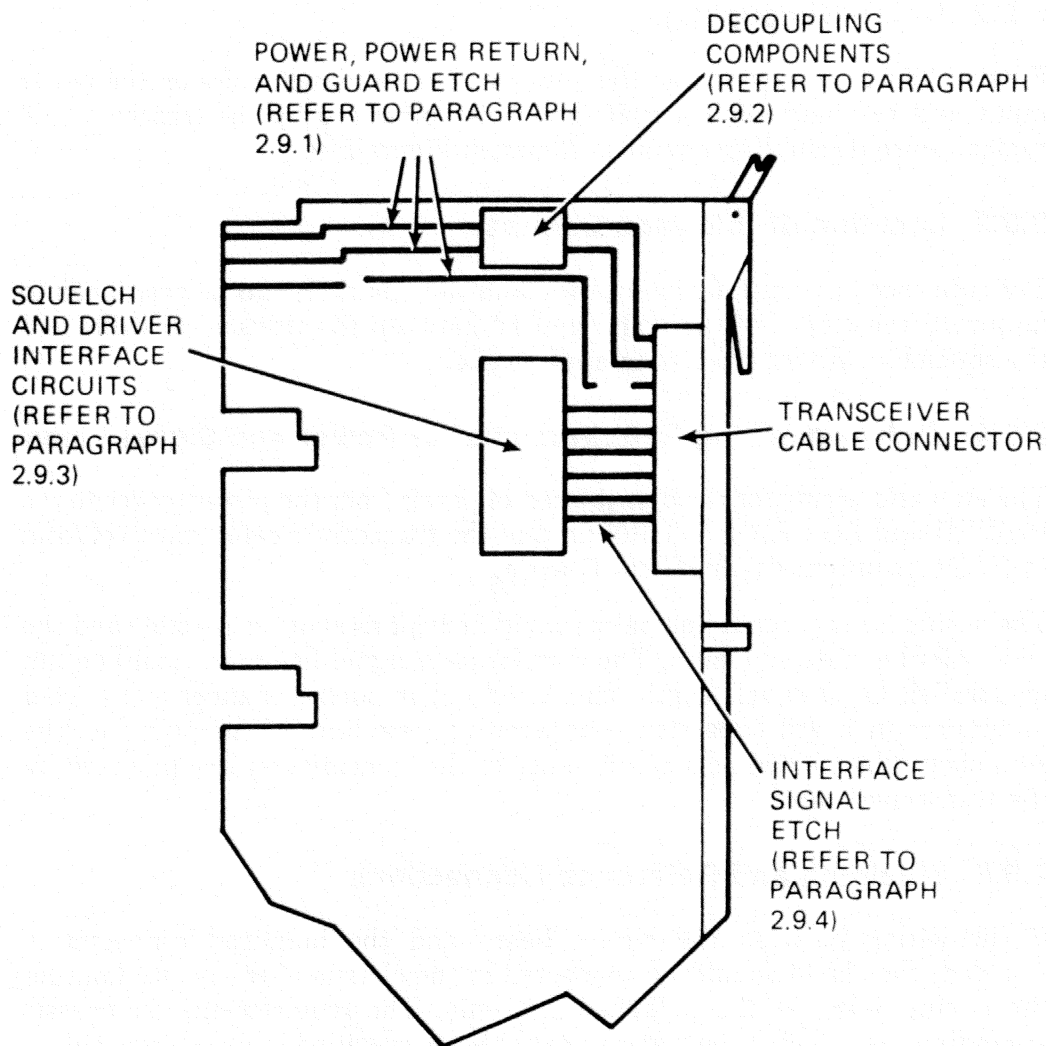 POWER, POWER RETURN,
AND GUARD ETCH
(REFER TO PARAGRAPH
2.9.1)
DECOUPLING
COMPONENTS
(REFER TO PARAGRAPH
2.9.2)
SQUELCH
AND DRIVER
INTERFACE
CIRCUITS
(REFER TO
PARAGRAPH
2.9.3)
TRANSCEIVER
CABLE CONNECTOR
INTERFACE
SIGNAL
ETCH
(REFER TO
PARAGRAPH
2.9.4)